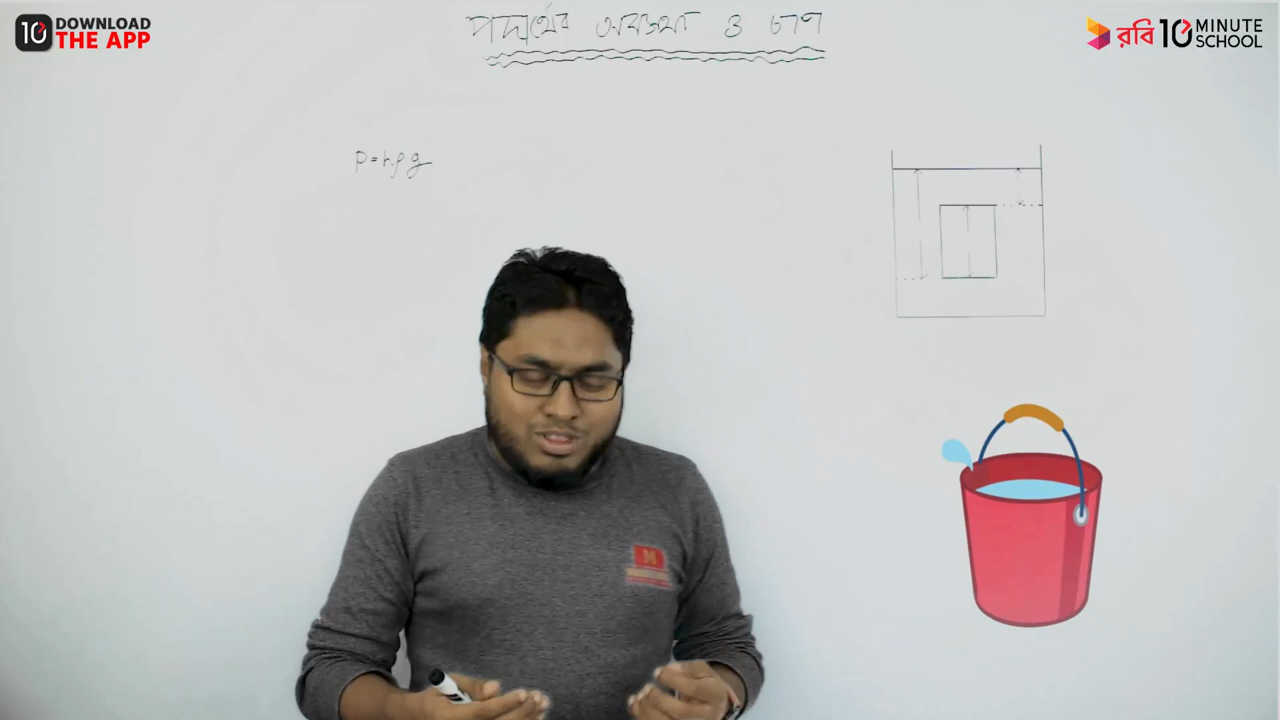 DOWNLOAD
THE APP
পদার্থের অবস্থা ও চাপ
রবি 10 MINUTE
SCHOOL
P=hρg